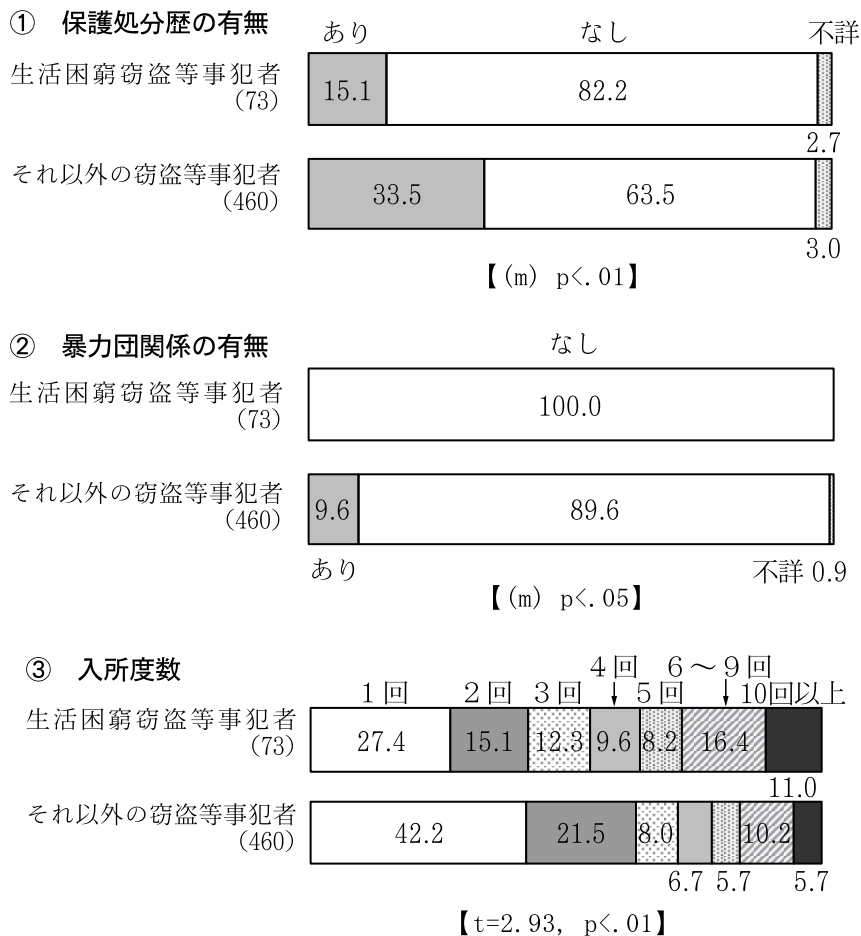 ① 保護処分歴の有無
あり なし 不詳
生活困窮窃盗等事犯者
(73)
15.1 82.2
2.7
それ以外の窃盗等事犯者
(460)
33.5 63.5
3.0
【(m) p<.01】
② 暴力団関係の有無
なし
生活困窮窃盗等事犯者
(73)
100.0
それ以外の窃盗等事犯者
(460)
9.6 89.6
あり 不詳 0.9
【(m) p<.05】
③ 入所度数
4回 6～9回
1回 2回 3回 5回 10回以上
生活困窮窃盗等事犯者
(73)
27.4 15.1 12.3 9.6 8.2 16.4
11.0
それ以外の窃盗等事犯者
(460)
42.2 21.5 8.0 10.2
6.7 5.7 5.7
【t=2.93, p<.01】